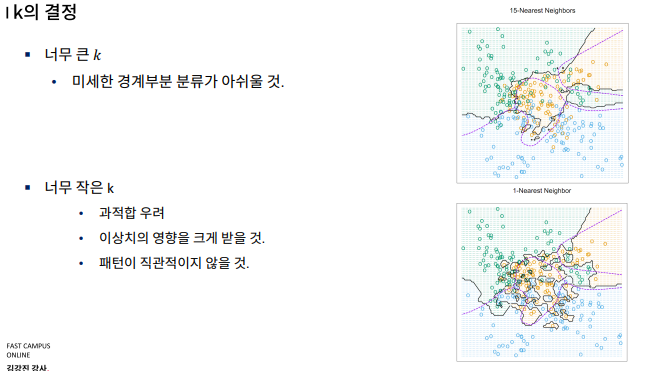 k의 결정
너무 큰 k
미세한 경계부분 분류가 아쉬울 것.
너무 작은 k
과적합 우려
이상치의 영향을 크게 받을 것.
패턴이 직관적이지 않을 것.
15-Nearest Neighbors
1-Nearest Neighbor
FAST CAMPUS
ONLINE
김강진 강사.